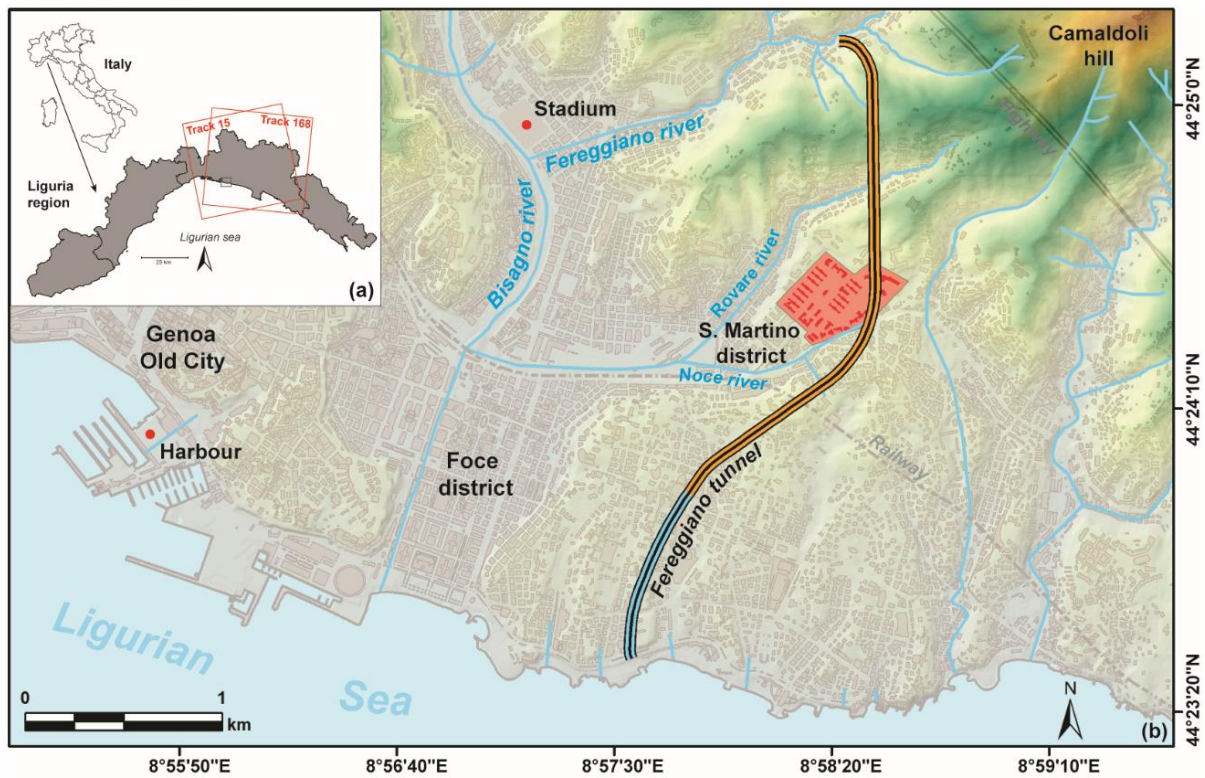 Italy
Track 15
Track 168
Liguria
region
Ligurian sea
25 km
(a)
Camaldoli
hill
Stadium
Fereggiano river
Bisagno river
Rovare river
S. Martino
district
Noce river
Genoa
Old City
Harbour
Foce
district
Fereggiano tunnel
Railway
Ligurian
Sea
0 1
km
N
(b)
44°25'0"N
44°24'10"N
44°23'20"N
8°55'50"E
8°56'40"E
8°57'30"E
8°58'20"E
8°59'10"E